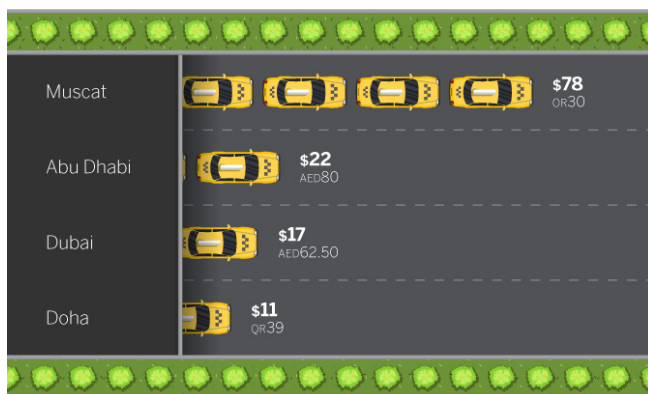 Muscat
$78
OR30
Abu Dhabi
$22
AED80
Dubai
$17
AED62.50
Doha
$11
QR39